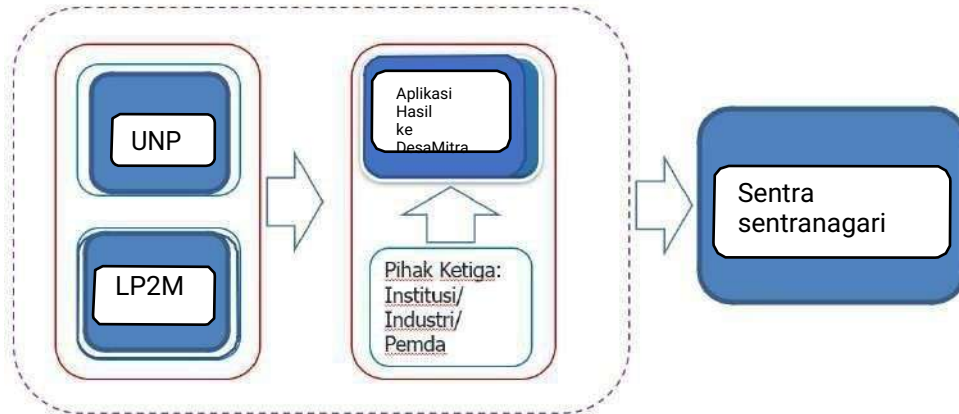 UNP
LP2M
Aplikasi
Hasil
ke
DesaMitra
Pihak Ketiga:
Institusi/
Industri/
Pemda
Sentra
sentranagari